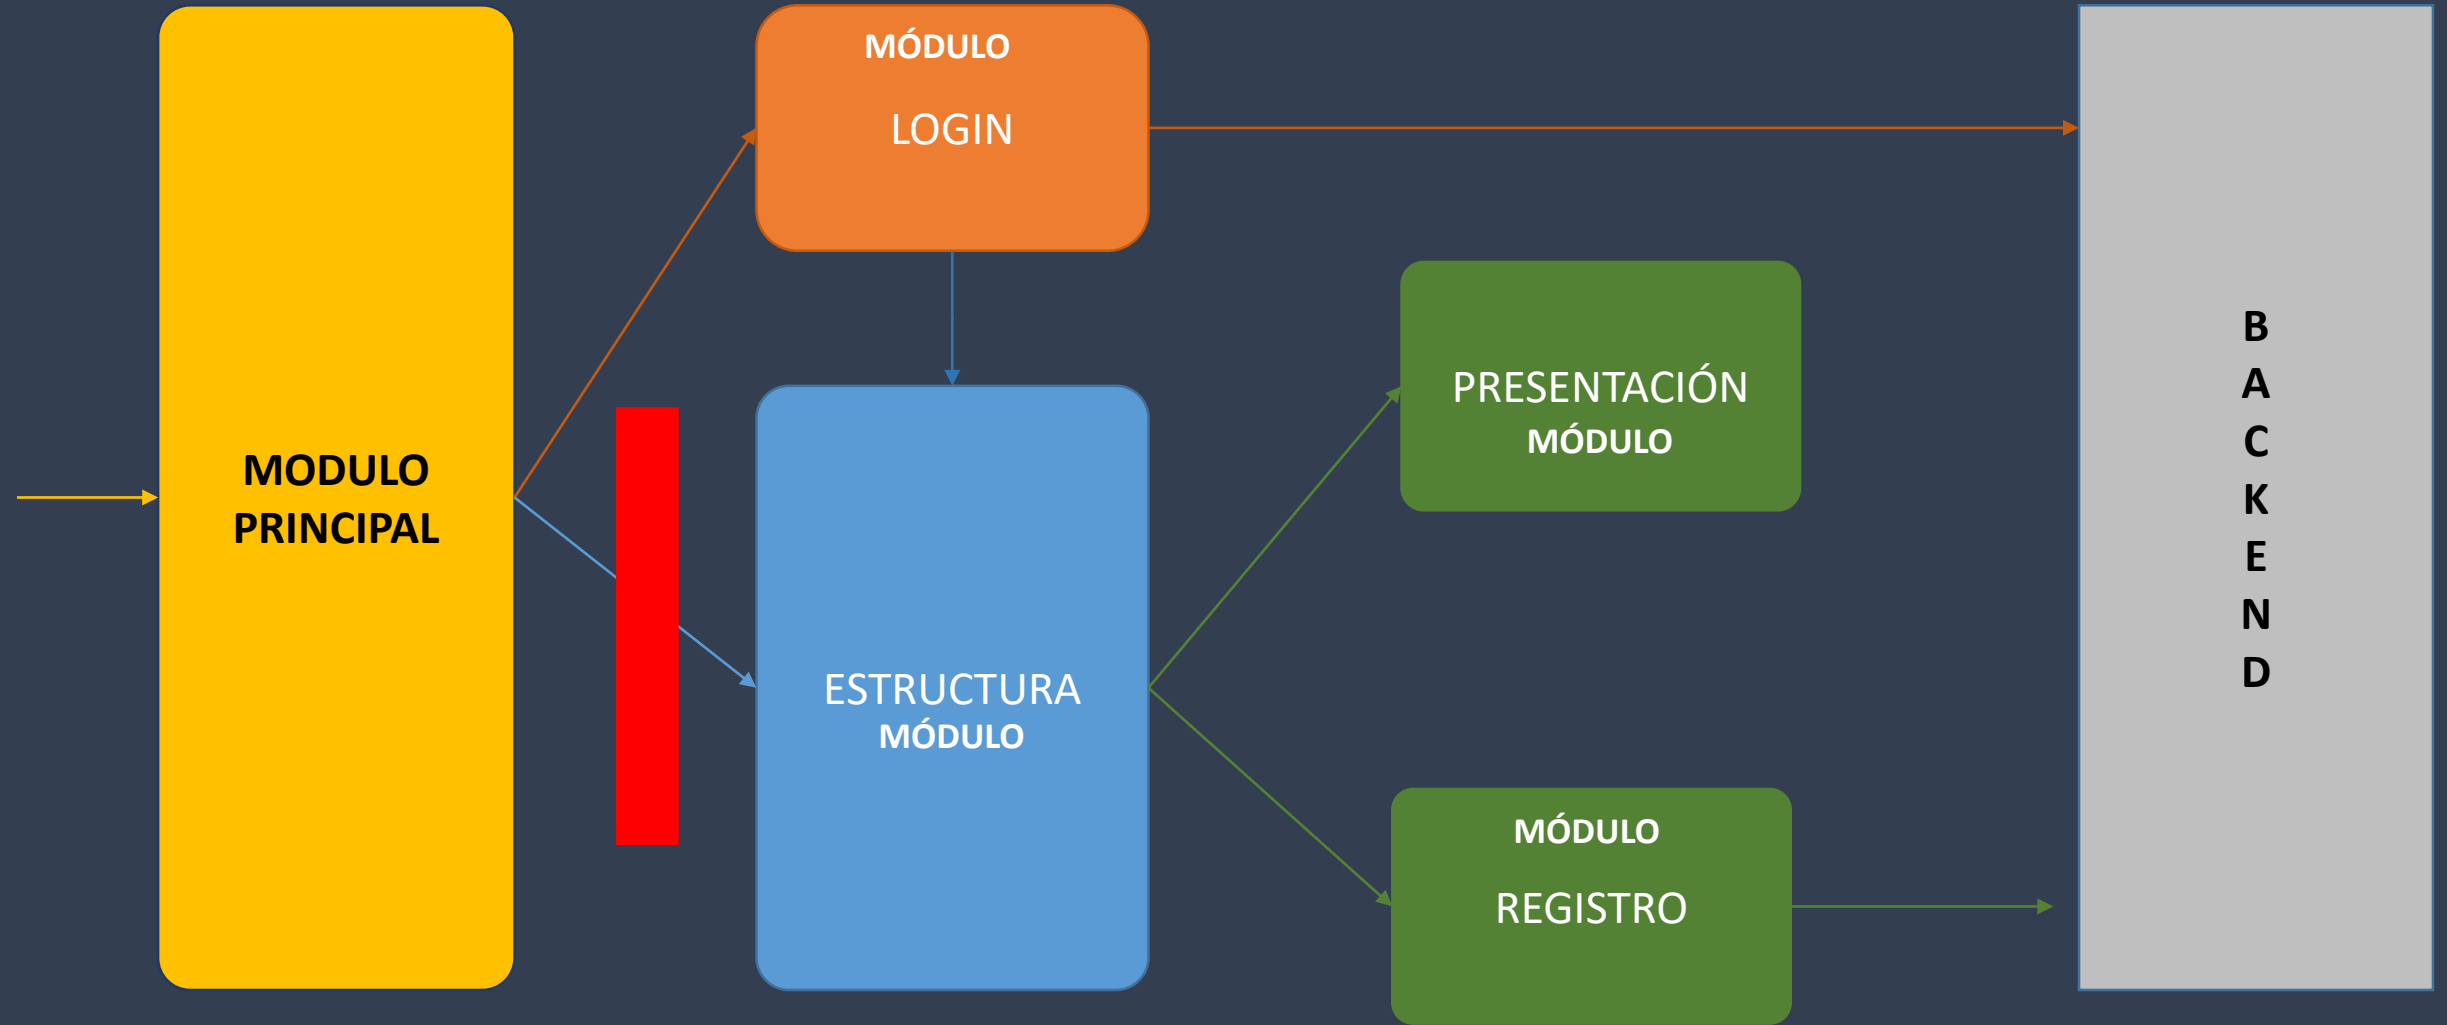 MODULO
PRINCIPAL
MÓDULO
LOGIN
ESTRUCTURA
MÓDULO
PRESENTACIÓN
MÓDULO
MÓDULO
REGISTRO
B
A
C
K
E
N
D